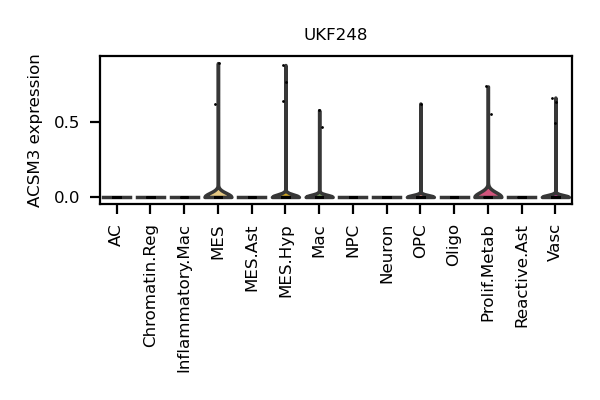 UKF248
ACSM3 expression
0.5
0.0
AC
Chromatin.Reg
Inflammatory.Mac
MES
MES.Ast
MES.Hyp
Mac
NPC
Neuron
OPC
Oligo
Prolif.Metab
Reactive.Ast
Vasc